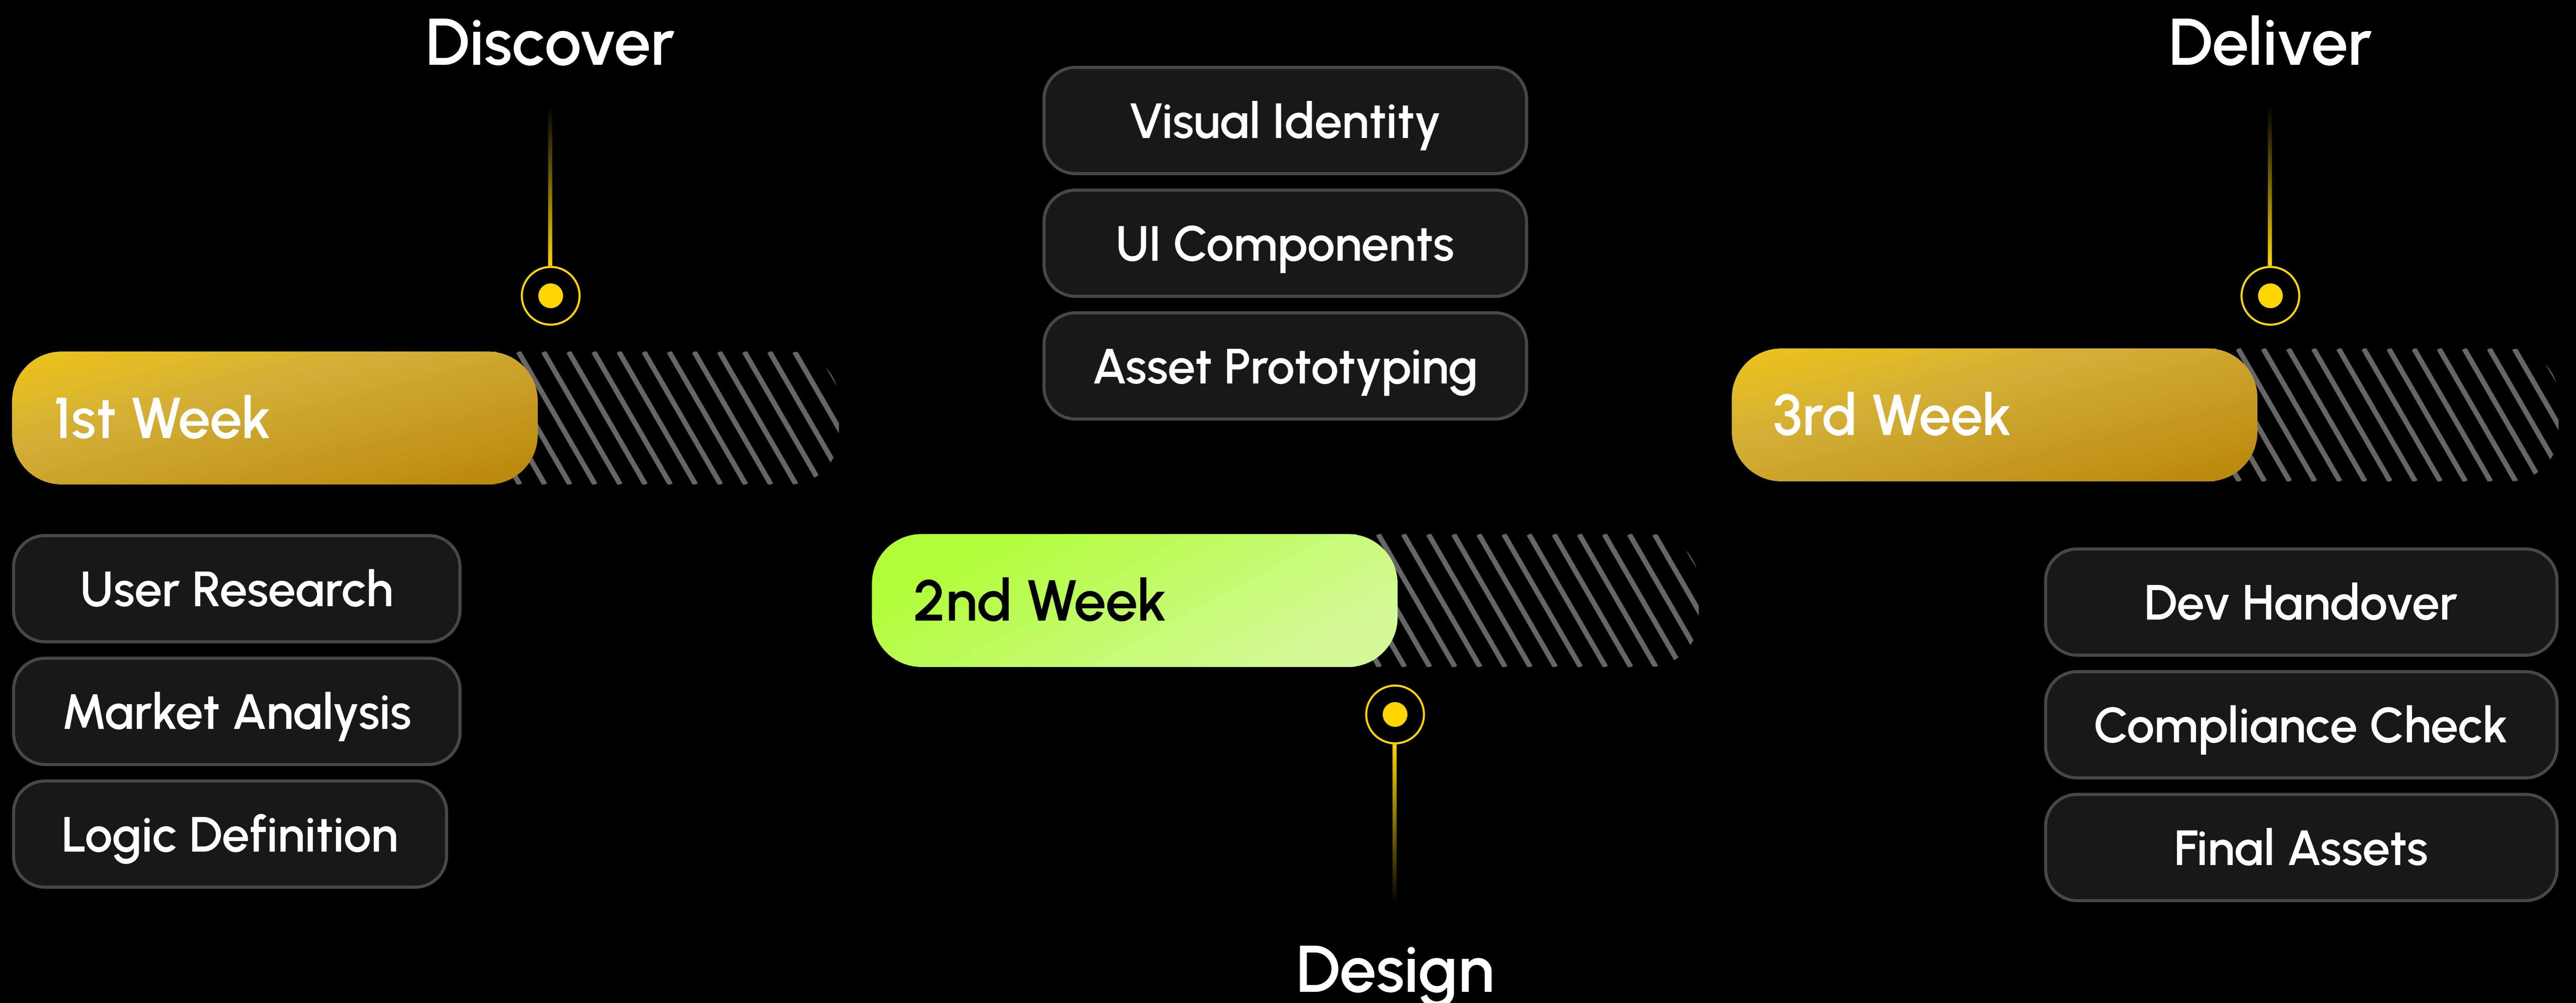 Discover
1st Week
User Research
Market Analysis
Logic Definition
Visual Identity
UI Components
Asset Prototyping
2nd Week
Design
Deliver
3rd Week
Dev Handover
Compliance Check
Final Assets